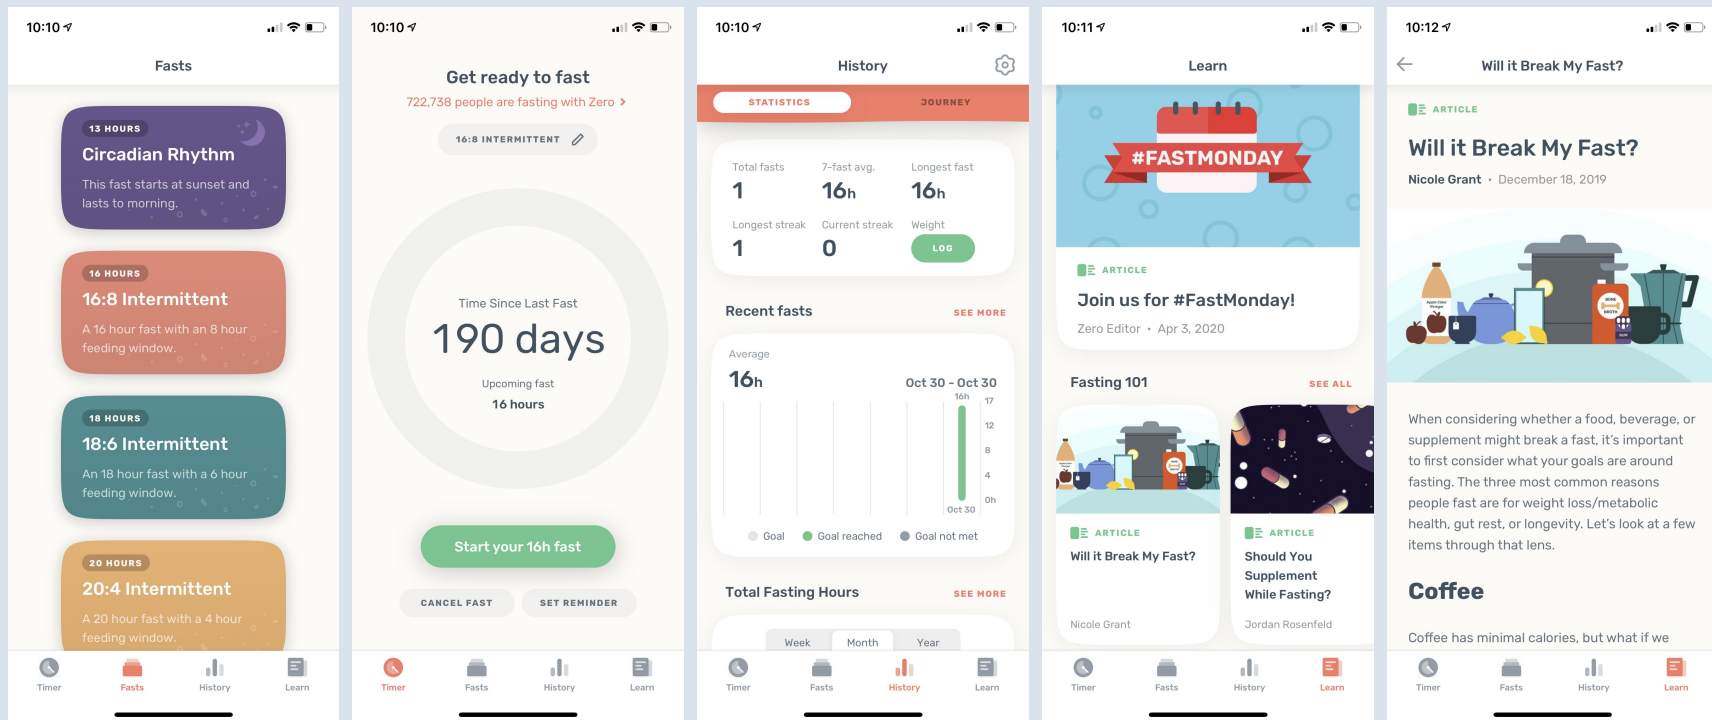 10:10
Fasts
13 HOURS
Circadian Rhythm
This fast starts at sunset and
lasts to morning.
16 HOURS
16:8 Intermittent
A 16 hour fast with an 8 hour
feeding window.
18 HOURS
18:6 Intermittent
An 18 hour fast with a 6 hour
feeding window.
20 HOURS
20:4 Intermittent
A 20 hour fast with a 4 hour
feeding window.
Timer
Fasts
History
Learn
10:10
Get ready to fast
722,738 people are fasting with Zero >
16:8 INTERMITTENT
Time Since Last Fast
190 days
Upcoming fast
16 hours
Start your 16h fast
CANCEL FAST
SET REMINDER
Timer
Fasts
History
Learn
10:10
History
STATISTICS
JOURNEY
Total fasts
7-fast avg.
Longest fast
1
16h
16h
Longest streak
Current streak
Weight
1
0
LOG
Recent fasts
SEE MORE
Average
16h
Oct 30 - Oct 30
16h
17
12
8
4
0h
Oct 30
Goal
Goal reached
Goal not met
Total Fasting Hours
SEE MORE
Week
Month
Year
Timer
Fasts
History
Learn
10:11
Learn
#FASTMONDAY
ARTICLE
Join us for #FastMonday!
Zero Editor • Apr 3, 2020
Fasting 101
SEE ALL
ARTICLE
Will it Break My Fast?
Nicole Grant
ARTICLE
Should You
Supplement
While Fasting?
Jordan Rosenfeld
Timer
Fasts
History
Learn
10:12
Will it Break My Fast?
ARTICLE
Will it Break My Fast?
Nicole Grant • December 18, 2019
Apple Cider
Vinegar
BONE
BROTH
When considering whether a food, beverage, or
supplement might break a fast, it's important
to first consider what your goals are around
fasting. The three most common reasons
people fast are for weight loss/metabolic
health, gut rest, or longevity. Let's look at a few
items through that lens.
Coffee
Coffee has minimal calories, but what if we
Timer
Fasts
History
Learn